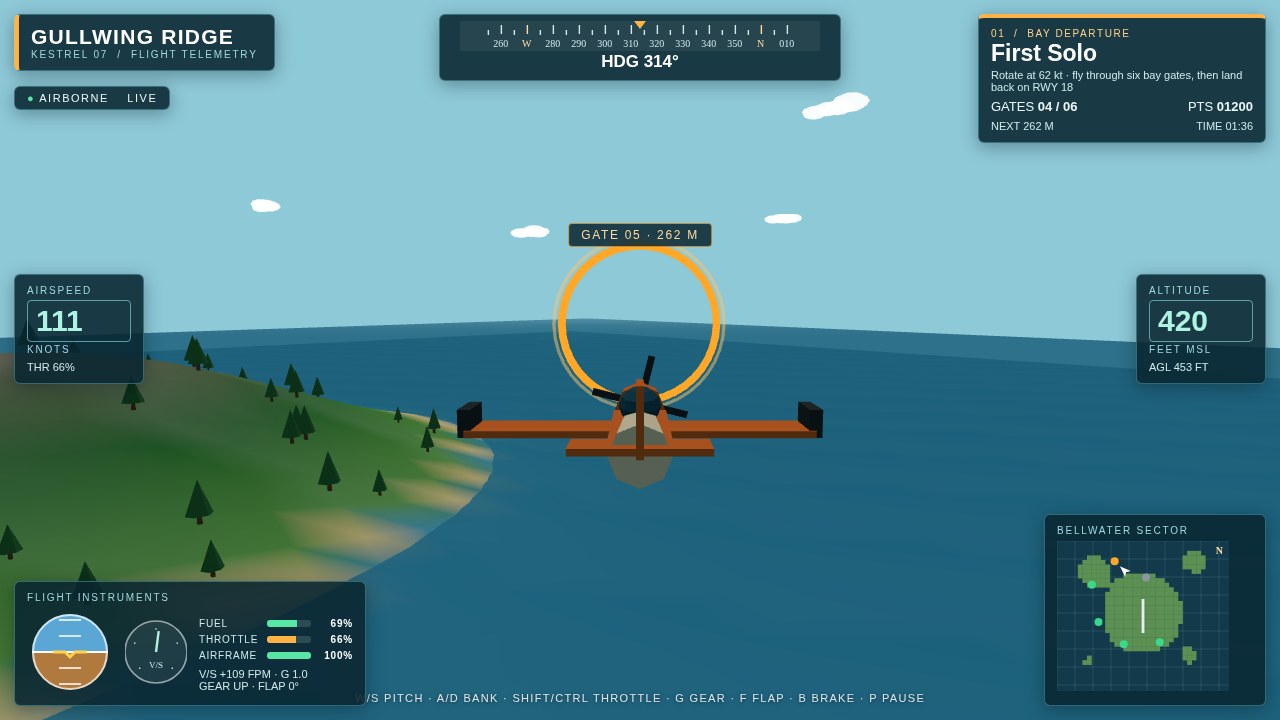 GULLWING RIDGE
KESTREL 07 / FLIGHT TELEMETRY
● AIRBORNE LIVE
260 W 280 290 300 310 320 330 340 350 N 010
HDG 314°
01 / BAY DEPARTURE
First Solo
Rotate at 62 kt · fly through six bay gates, then land
back on RWY 18
GATES 04 / 06 PTS 01200
NEXT 262 M TIME 01:36
GATE 05 · 262 M
AIRSPEED
111
KNOTS
THR 66%
ALTITUDE
420
FEET MSL
AGL 453 FT
BELLWATER SECTOR
N
FLIGHT INSTRUMENTS
V/S
FUEL 69%
THROTTLE 66%
AIRFRAME 100%
V/S +109 FPM · G 1.0
GEAR UP · FLAP 0°
W/S PITCH · A/D BANK · SHIFT/CTRL THROTTLE · G GEAR · F FLAP · B BRAKE · P PAUSE